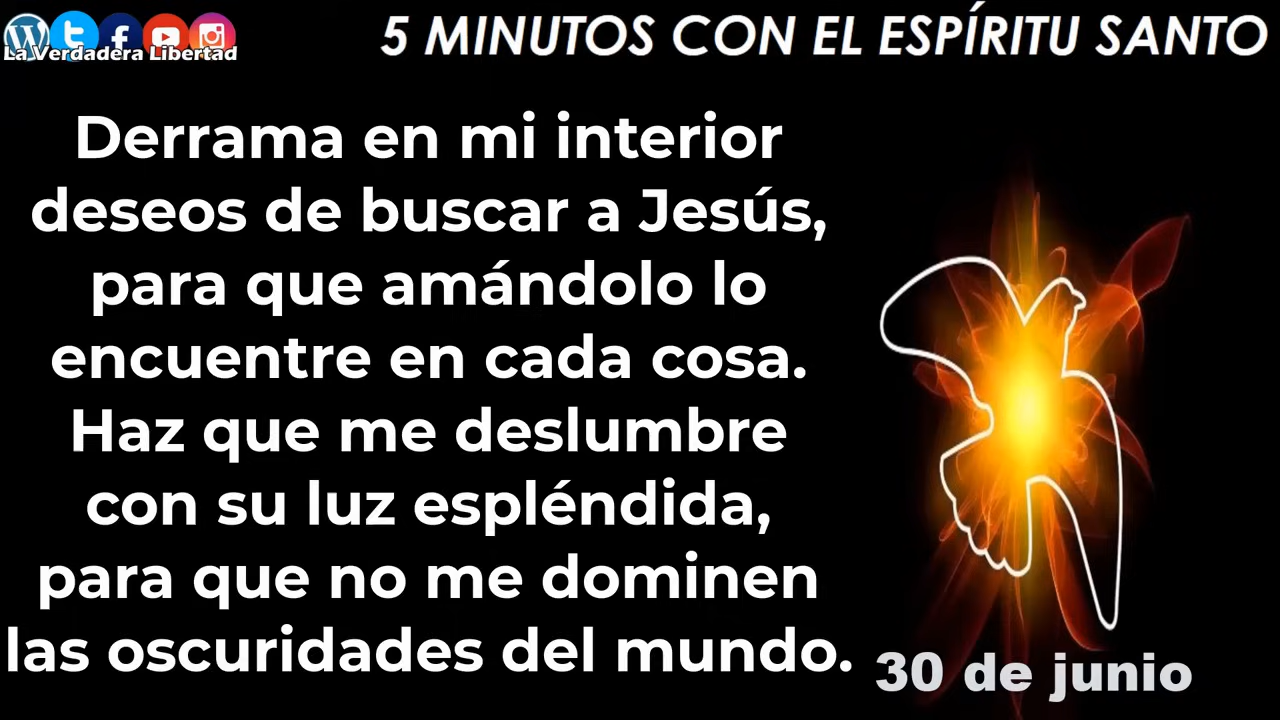 La Verdadera Libertad
5 MINUTOS CON EL ESPÍRITU SANTO
Derrama en mi interior
deseos de buscar a Jesús,
para que amándolo lo
encuentre en cada cosa.
Haz que me deslumbre
con su luz espléndida,
para que no me dominen
las oscuridades del mundo.
30 de junio